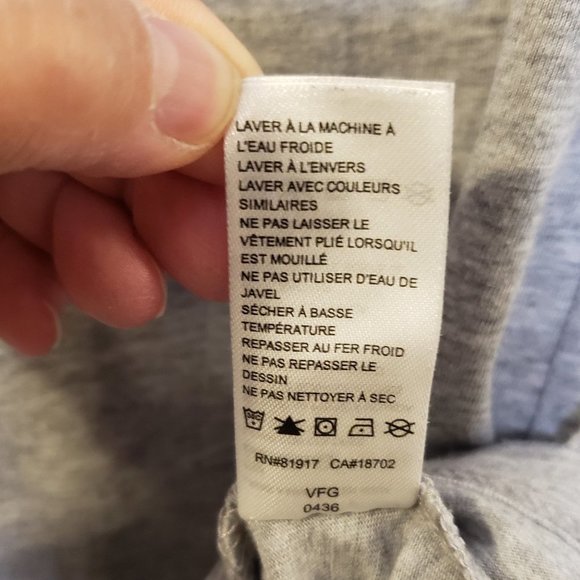 LAVER À LA MACHINE À
L'EAU FROIDE
LAVER À L'ENVERS
LAVER AVEC COULEURS
SIMILAIRES
NE PAS LAISSER LE
VÊTEMENT PLIÉ LORSQU'IL
EST MOUILLÉ
NE PAS UTILISER D'EAU DE
JAVEL
SÉCHER À BASSE
TEMPÉRATURE
REPASSER AU FER FROID
NE PAS REPASSER LE
DESSIN
NE PAS NETTOYER À SEC
RN#81917 CA#18702
VFG
0436